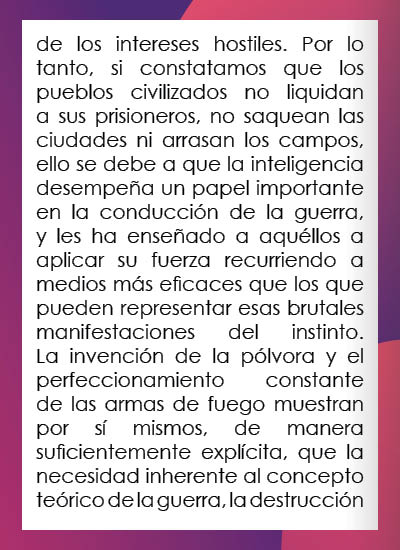 de los intereses hostiles. Por lo
tanto, si constatamos que los
pueblos civilizados no liquidan
a sus prisioneros, no saquean las
ciudades ni arrasan los campos,
ello se debe a que la inteligencia
desempeña un papel importante
en la conducción de la guerra,
y les ha enseñado a aquéllos a
aplicar su fuerza recurriendo a
medios más eficaces que los que
pueden representar esas brutales
manifestaciones del instinto.
La invención de la pólvora y el
perfeccionamiento constante
de las armas de fuego muestran
por sí mismos, de manera
suficientemente explícita, que la
necesidad inherente al concepto
teórico de la guerra, la destrucción